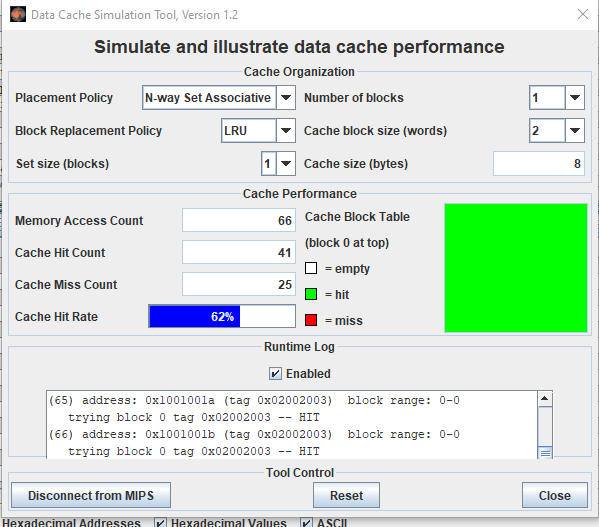 Data Cache Simulation Tool, Version 1.2
Simulate and illustrate data cache performance
Cache Organization
Placement Policy N-way Set Associative Number of blocks 1
Block Replacement Policy LRU Cache block size (words) 2
Set size (blocks) 1 Cache size (bytes) 8
Cache Performance
Memory Access Count 66 Cache Block Table
Cache Hit Count 41 (block 0 at top)
= empty
Cache Miss Count 25 = hit
Cache Hit Rate 62% = miss
Runtime Log
Enabled
(65) address: 0x1001001a (tag 0x02002003) block range: 0-0
trying block 0 tag 0x02002003 -- HIT
(66) address: 0x1001001b (tag 0x02002003) block range: 0-0
trying block 0 tag 0x02002003 -- HIT
Tool Control
Disconnect from MIPS Reset Close
Hexadecimal Addresses Hexadecimal Values ASCII